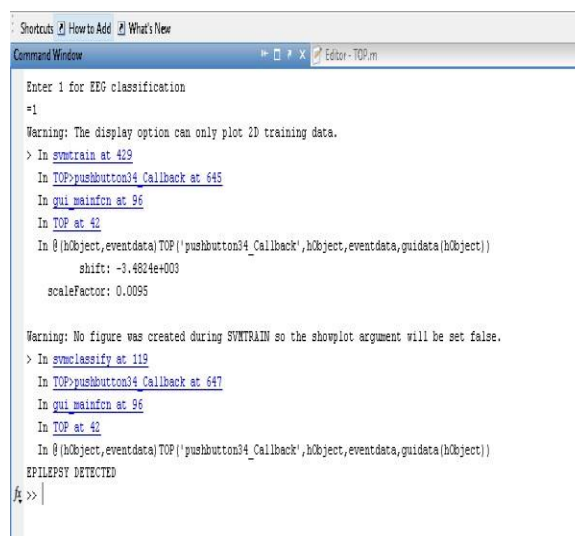 Shortcuts How to Add What's New
Command Window Editor - TOP.m
Enter 1 for EEG classification
=1
Warning: The display option can only plot 2D training data.
> In svmtrain at 429
In TOP>pushbutton34_Callback at 645
In gui_mainfcn at 96
In TOP at 42
In @(hObject,eventdata)TOP('pushbutton34_Callback',hObject,eventdata,guidata(hObject))
shift: -3.4824e+003
scaleFactor: 0.0095
Warning: No figure was created during SVMTRAIN so the showplot argument will be set false.
> In svmclassify at 119
In TOP>pushbutton34_Callback at 647
In gui_mainfcn at 96
In TOP at 42
In @(hObject,eventdata)TOP('pushbutton34_Callback',hObject,eventdata,guidata(hObject))
EPILEPSY DETECTED
fx >>